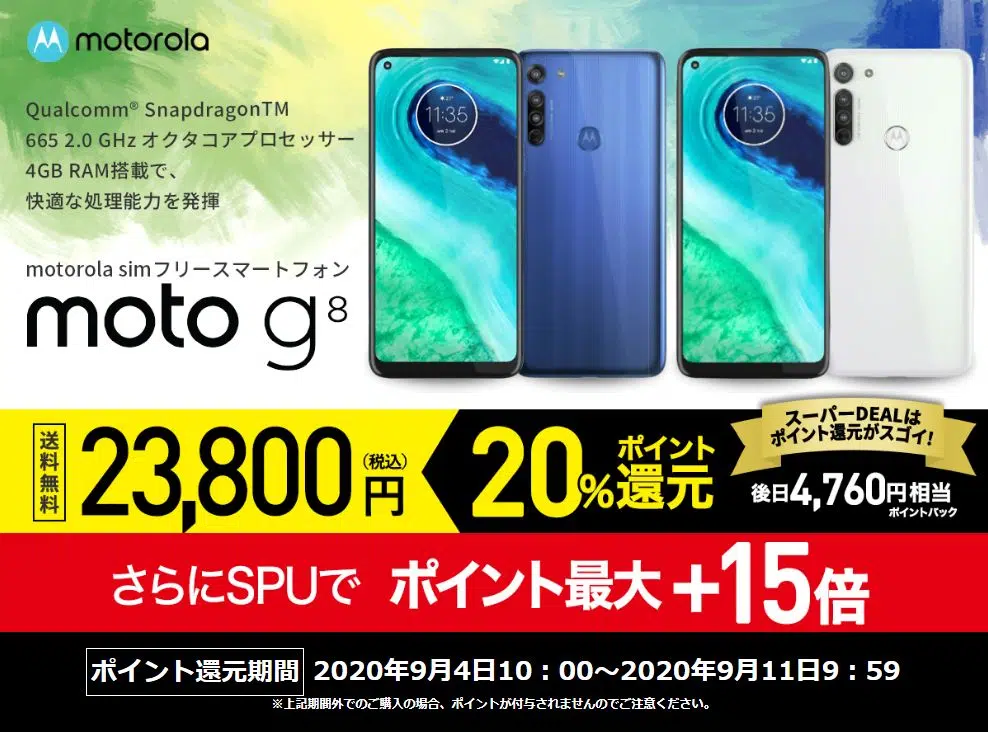 motorola
Qualcomm® SnapdragonTM
665 2.0 GHz オクタコアプロセッサー
4GB RAM搭載で、
快適な処理能力を発揮
motorola simフリースマートフォン
moto g8
11:35
11:35
送料無料
23,800円
(税込)
20%ポイント還元
スーパーDEALは
ポイント還元がスゴイ!
後日4,760円相当
ポイントバック
さらにSPUで ポイント最大+15倍
ポイント還元期間 2020年9月4日10：00～2020年9月11日9：59
※上記期間外でのご購入の場合、ポイントが付与されませんのでご注意ください。